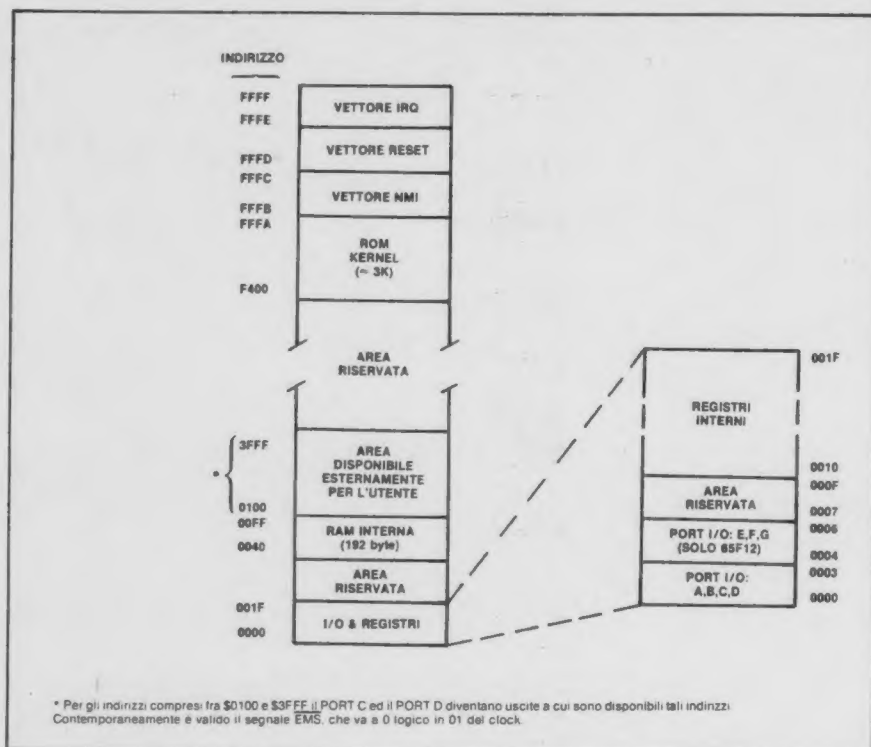 INDIRIZZO
FFFF
VETTORE IRQ
FFFE
VETTORE RESET
FFFD
FFFC
VETTORE NMI
FFFB
FFFA
ROM
KERNEL
(≈ 3K)
F400
AREA
RISERVATA
* 3FFF
AREA
DISPONIBILE
ESTERNAMENTE
PER L'UTENTE
0100
00FF
RAM INTERNA
(192 byte)
0040
AREA
RISERVATA
001F
I/O & REGISTRI
0000
001F
REGISTRI
INTERNI
0010
000F
AREA
RISERVATA
0007
0006
PORT I/O: E,F,G
(SOLO 65F12)
0004
0003
PORT I/O:
A,B,C,D
0000
* Per gli indirizzi compresi fra $0100 e $3FFF il PORT C ed il PORT D diventano uscite a cui sono disponibili tali indirizzi.
Contemporaneamente è valido il segnale EMS, che va a 0 logico in 01 del clock.